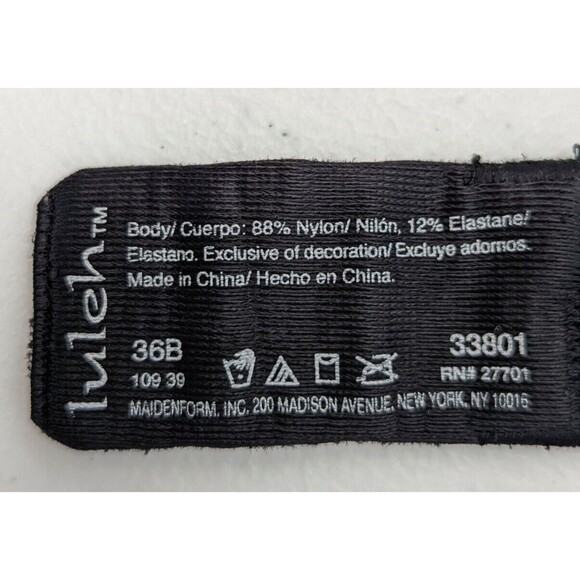 luleh™
Body/ Cuerpo: 88% Nylon/ Nilón, 12% Elastane/
Elastano. Exclusive of decoration/ Excluye adornos.
Made in China/ Hecho en China.
36B 33801
109 39 RN# 27701
MAIDENFORM, INC. 200 MADISON AVENUE, NEW YORK, NY 10016